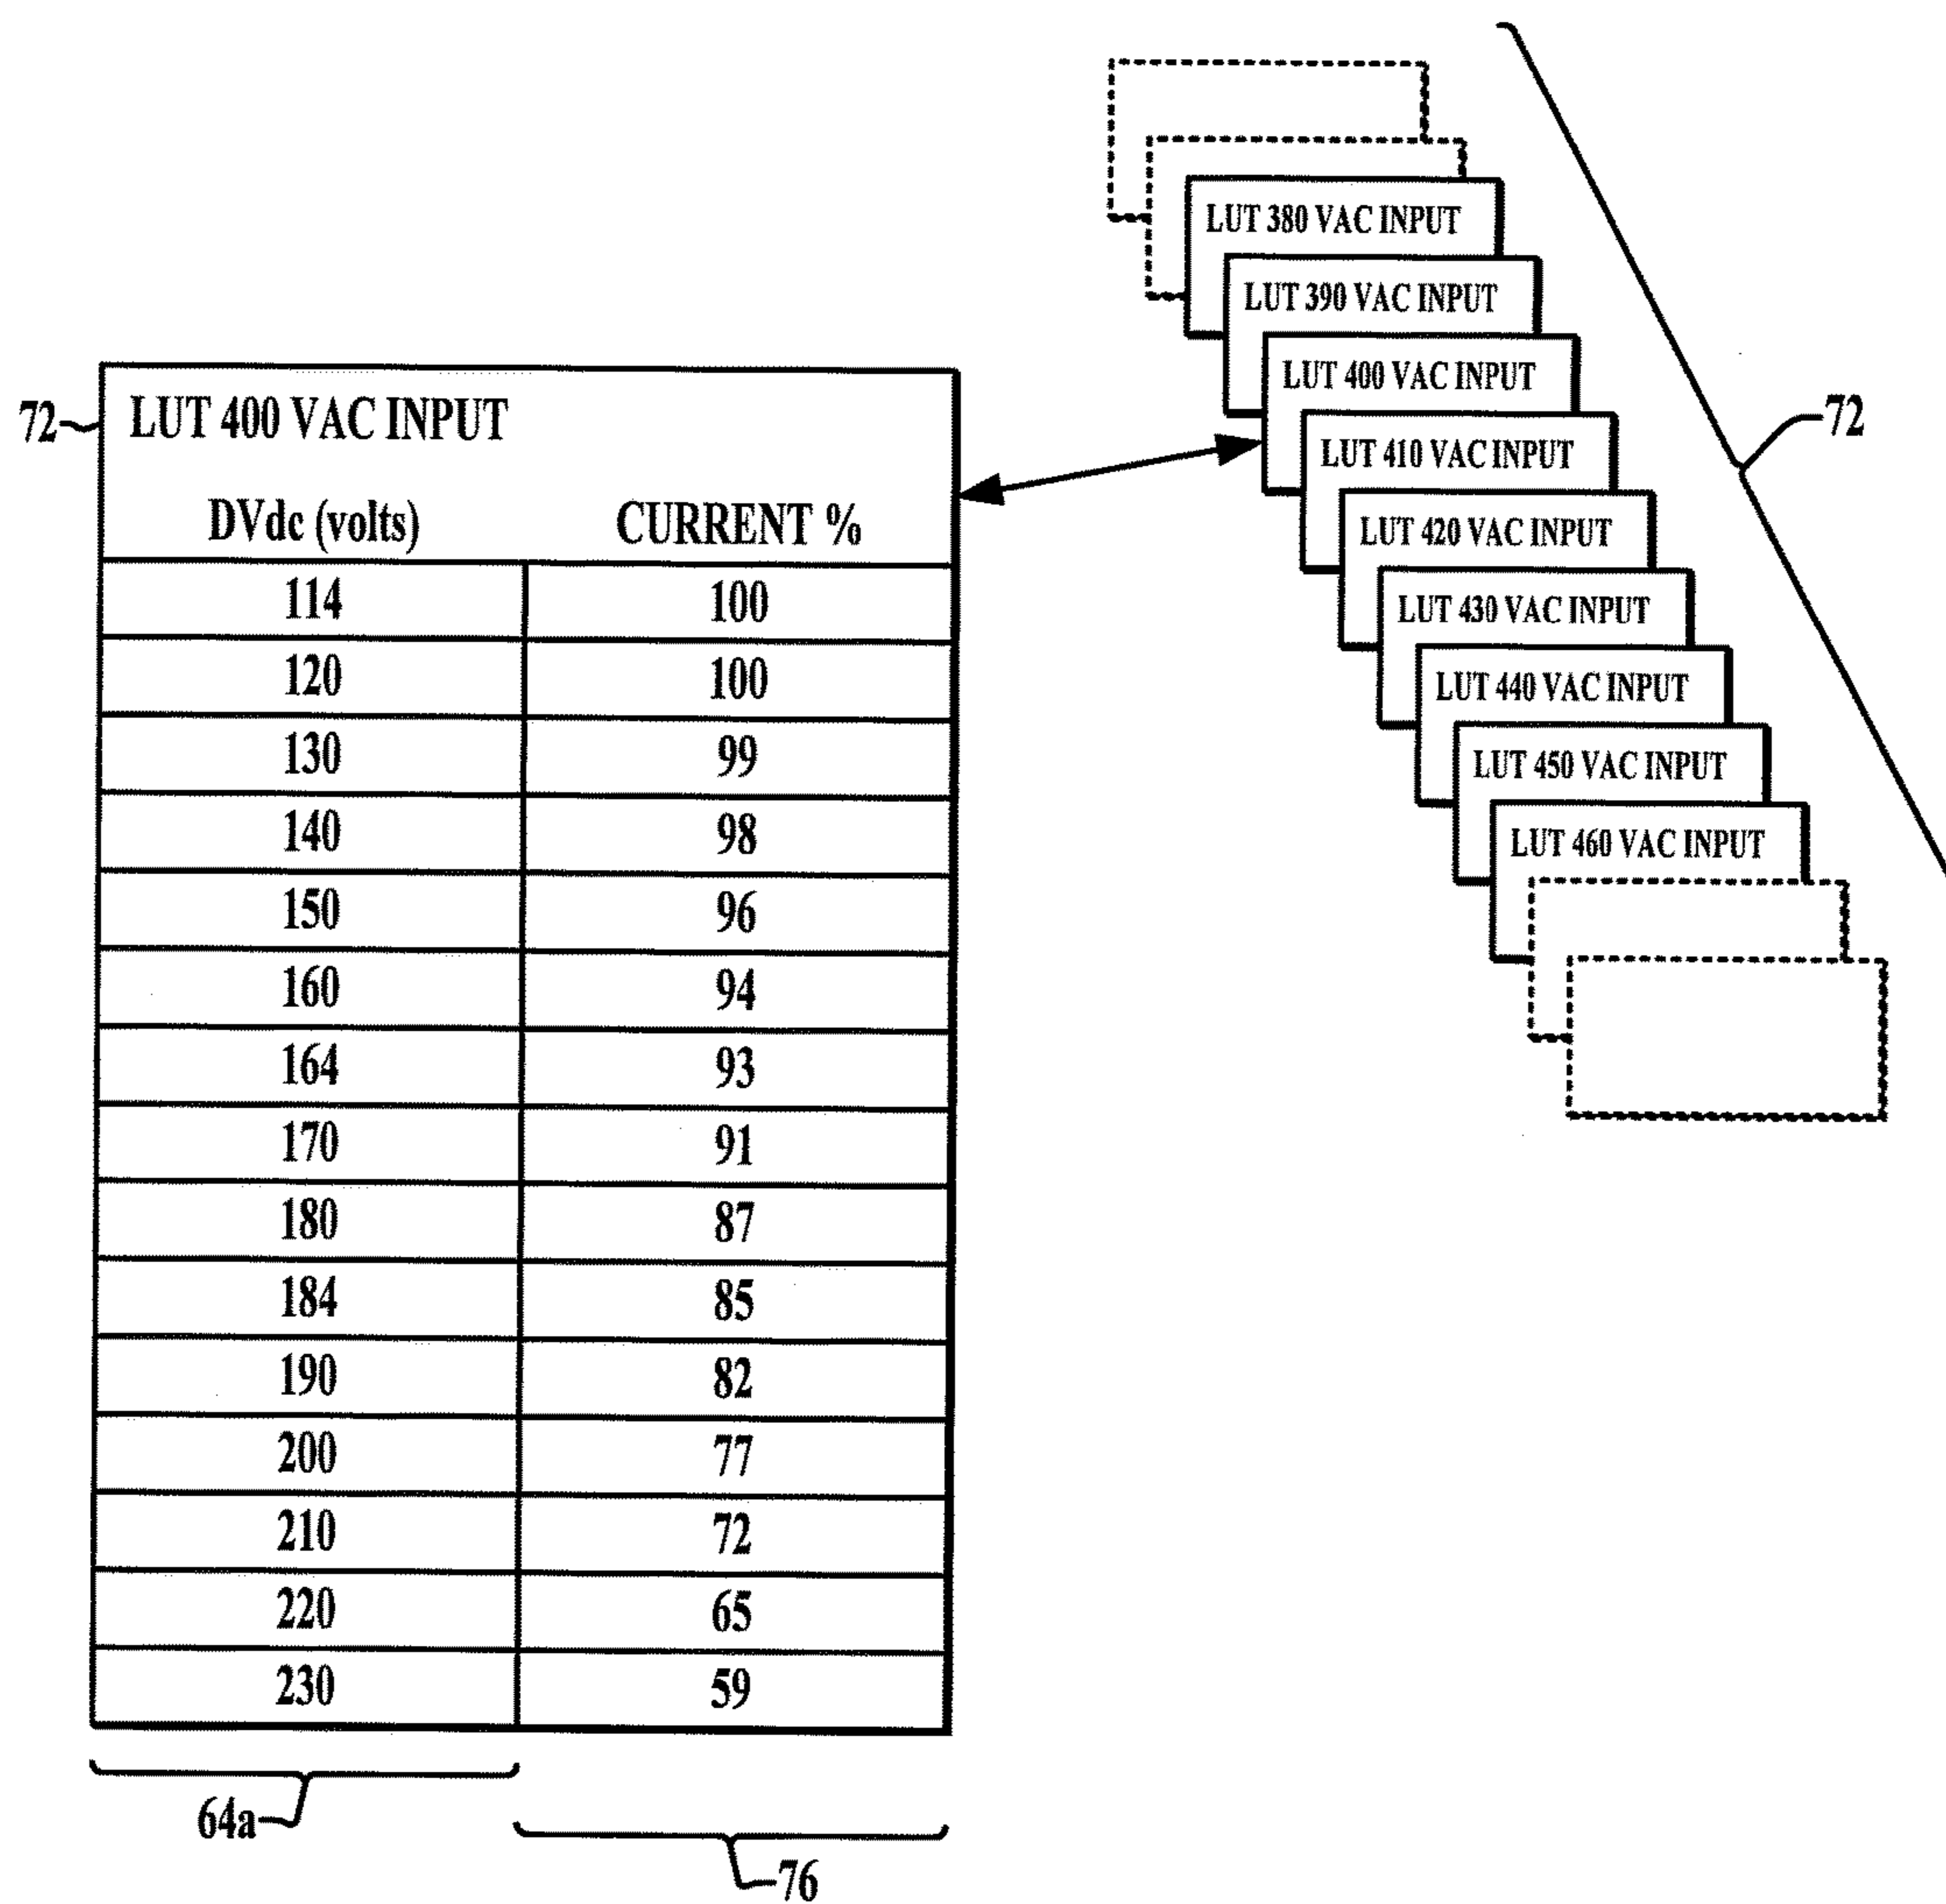 72
LUT 400 VAC INPUT
DVdc (volts) CURRENT %
114 100
120 100
130 99
140 98
150 96
160 94
164 93
170 91
180 87
184 85
190 82
200 77
210 72
220 65
230 59
64a
76
LUT 380 VAC INPUT
LUT 390 VAC INPUT
LUT 400 VAC INPUT
LUT 410 VAC INPUT
LUT 420 VAC INPUT
LUT 430 VAC INPUT
LUT 440 VAC INPUT
LUT 450 VAC INPUT
LUT 460 VAC INPUT
72